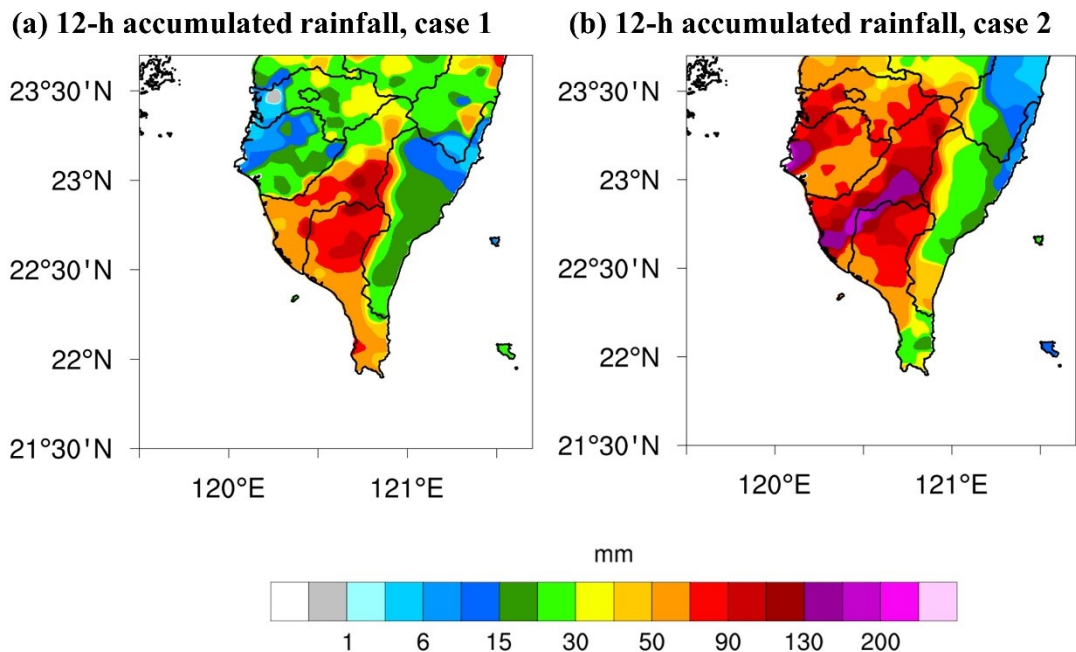 (a) 12-h accumulated rainfall, case 1
(b) 12-h accumulated rainfall, case 2
23°30'N
23°N
22°30'N
22°N
21°30'N
120°E 121°E
23°30'N
23°N
22°30'N
22°N
21°30'N
120°E 121°E
mm
1 6 15 30 50 90 130 200